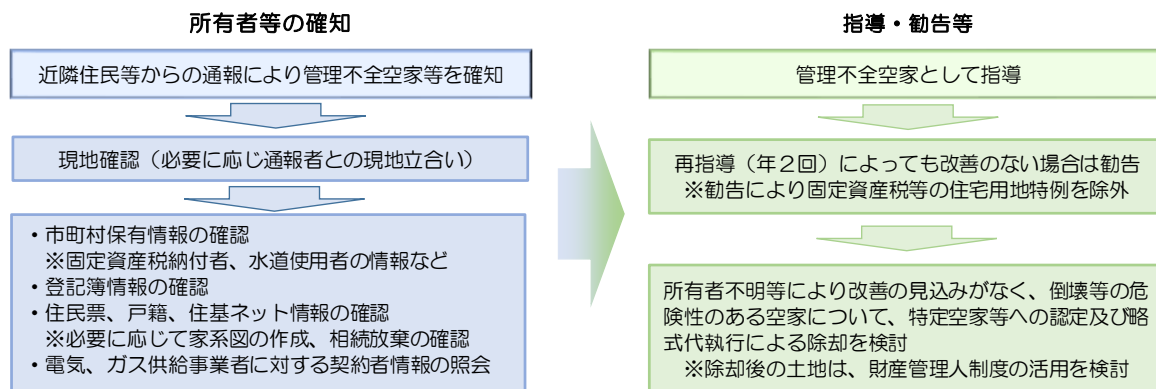 所有者等の確知
近隣住民等からの通報により管理不全空家等を確知
現地確認（必要に応じ通報者との現地立合い）
・市町村保有情報の確認
※固定資産税納付者、水道使用者の情報など
・登記簿情報の確認
・住民票、戸籍、住基ネット情報の確認
※必要に応じて家系図の作成、相続放棄の確認
・電気、ガス供給事業者に対する契約者情報の照会
指導・勧告等
管理不全空家として指導
再指導（年２回）によっても改善のない場合は勧告
※勧告により固定資産税等の住宅用地特例を除外
所有者不明等により改善の見込みがなく、倒壊等の危
険性のある空家について、特定空家等への認定及び略
式代執行による除却を検討
※除却後の土地は、財産管理人制度の活用を検討